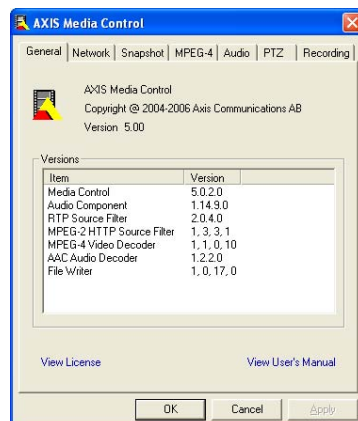 AXIS Media Control
General Network Snapshot MPEG-4 Audio PTZ Recording
AXIS Media Control
Copyright @ 2004-2006 Axis Communications AB
Version 5.00
Versions
Item Version
Media Control 5.0.2.0
Audio Component 1.14.9.0
RTP Source Filter 2.0.4.0
MPEG-2 HTTP Source Filter 1, 3, 3, 1
MPEG-4 Video Decoder 1, 1, 0, 10
AAC Audio Decoder 1.2.2.0
File Writer 1, 0, 17, 0
View License View User's Manual
OK Cancel Apply